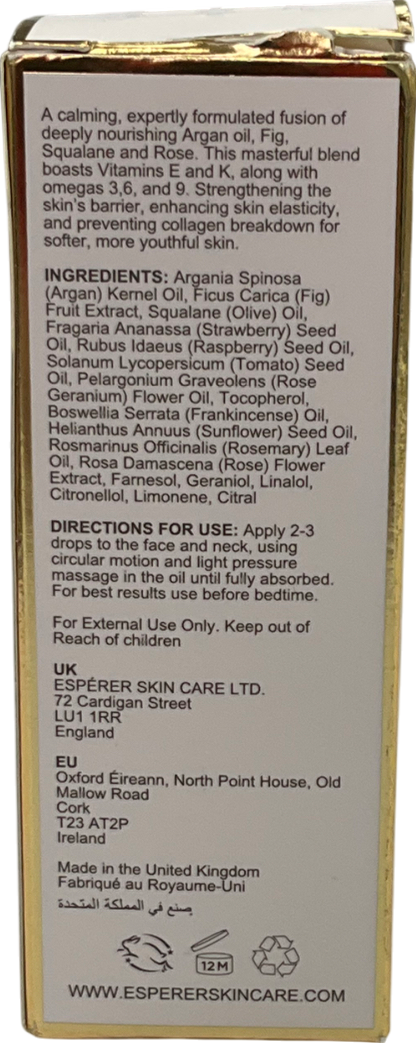 A calming, expertly formulated fusion of
deeply nourishing Argan oil, Fig,
Squalane and Rose. This masterful blend
boasts Vitamins E and K, along with
omegas 3,6, and 9. Strengthening the
skin's barrier, enhancing skin elasticity,
and preventing collagen breakdown for
softer, more youthful skin.
INGREDIENTS: Argania Spinosa
(Argan) Kernel Oil, Ficus Carica (Fig)
Fruit Extract, Squalane (Olive) Oil,
Fragaria Ananassa (Strawberry) Seed
Oil, Rubus Idaeus (Raspberry) Seed Oil,
Solanum Lycopersicum (Tomato) Seed
Oil, Pelargonium Graveolens (Rose
Geranium) Flower Oil, Tocopherol,
Boswellia Serrata (Frankincense) Oil,
Helianthus Annuus (Sunflower) Seed Oil,
Rosmarinus Officinalis (Rosemary) Leaf
Oil, Rosa Damascena (Rose) Flower
Extract, Farnesol, Geraniol, Linalol,
Citronellol, Limonene, Citral
DIRECTIONS FOR USE: Apply 2-3
drops to the face and neck, using
circular motion and light pressure
massage in the oil until fully absorbed.
For best results use before bedtime.
For External Use Only. Keep out of
Reach of children
UK
ESPÉRER SKIN CARE LTD.
72 Cardigan Street
LU1 1RR
England
EU
Oxford Éireann, North Point House, Old
Mallow Road
Cork
T23 AT2P
Ireland
Made in the United Kingdom
Fabriqué au Royaume-Uni
يصنع في المملكة المتحدة
12M
WWW.ESPERERSKINCARE.COM